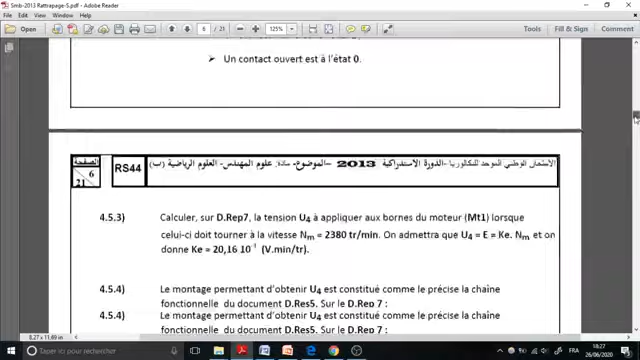 Smb-2013 Rattrapage-S.pdf - Adobe Reader
File Edit View Window Help
Open 6 / 21 125% Tools Fill & Sign Comment
➢ Un contact ouvert est à l'état 0.
الصفحة
6
21
RS44
الامتحان الوطني الموحد للبكالوريا -الدورة الاستدراكية 2013 –الموضوع- مادة: علوم المهندس- العلوم الرياضية (ب)
4.5.3) Calculer, sur D.Rep7, la tension U4 à appliquer aux bornes du moteur (Mt1) lorsque
celui-ci doit tourner à la vitesse Nm = 2380 tr/min. On admettra que U4 = E = Ke. Nm et on
donne Ke = 20,16 10⁻¹ (V.min/tr).
4.5.4) Le montage permettant d'obtenir U4 est constitué comme le précise la chaîne
fonctionnelle du document D.Res5. Sur le D.Rep 7 :
4.5.4) Le montage permettant d'obtenir U4 est constitué comme le précise la chaîne
fonctionnelle du document D.Res5. Sur le D.Rep 7 :
8,27 x 11,69 in
Taper ici pour rechercher
FRA
18:27
26/06/2020